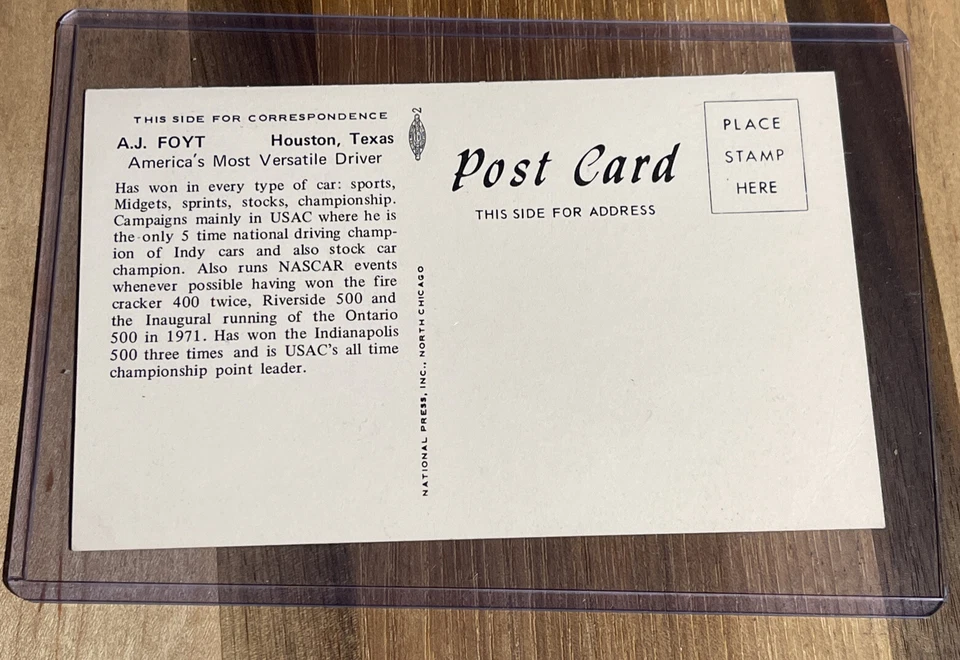 THIS SIDE FOR CORRESPONDENCE
A.J. FOYT Houston, Texas
America's Most Versatile Driver
Has won in every type of car: sports,
Midgets, sprints, stocks, championship.
Campaigns mainly in USAC where he is
the only 5 time national driving champ-
ion of Indy cars and also stock car
champion. Also runs NASCAR events
whenever possible having won the fire
cracker 400 twice, Riverside 500 and
the Inaugural running of the Ontario
500 in 1971. Has won the Indianapolis
500 three times and is USAC's all time
championship point leader.
2
NATIONAL PRESS, INC., NORTH CHICAGO
Post Card
THIS SIDE FOR ADDRESS
PLACE
STAMP
HERE